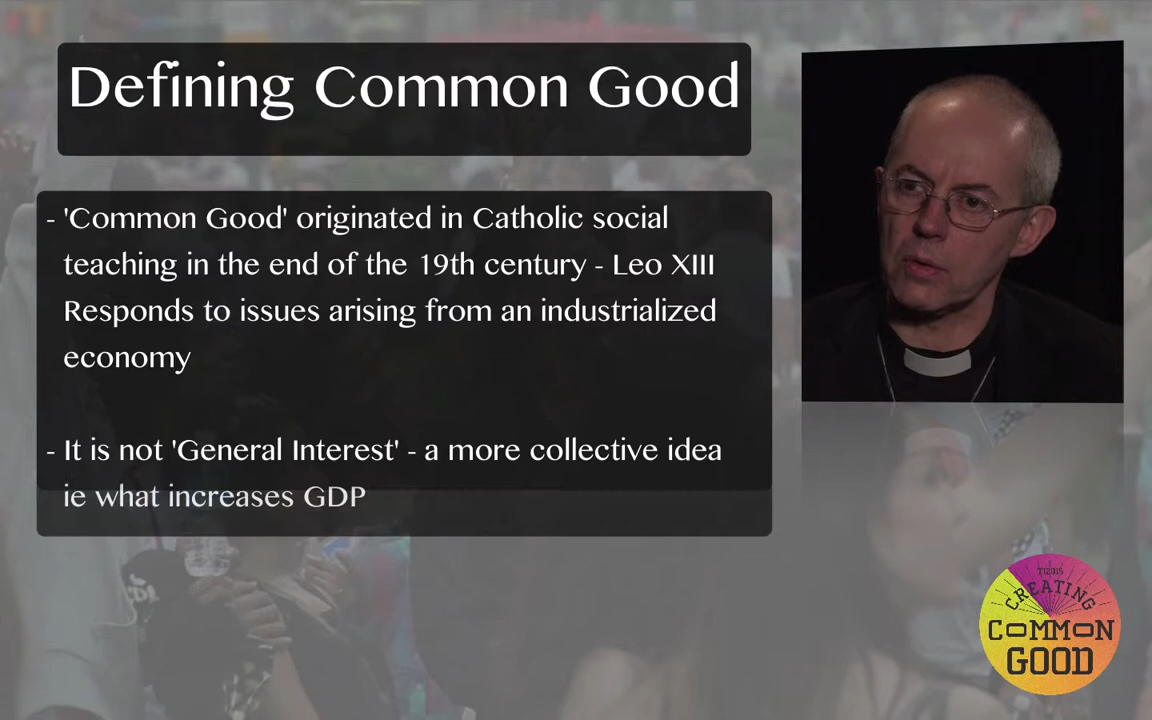 Defining Common Good
- 'Common Good' originated in Catholic social
teaching in the end of the 19th century - Leo XIII
Responds to issues arising from an industrialized
economy
- It is not 'General Interest' - a more collective idea
ie what increases GDP
TI2015
CREATING
COMMON
GOOD